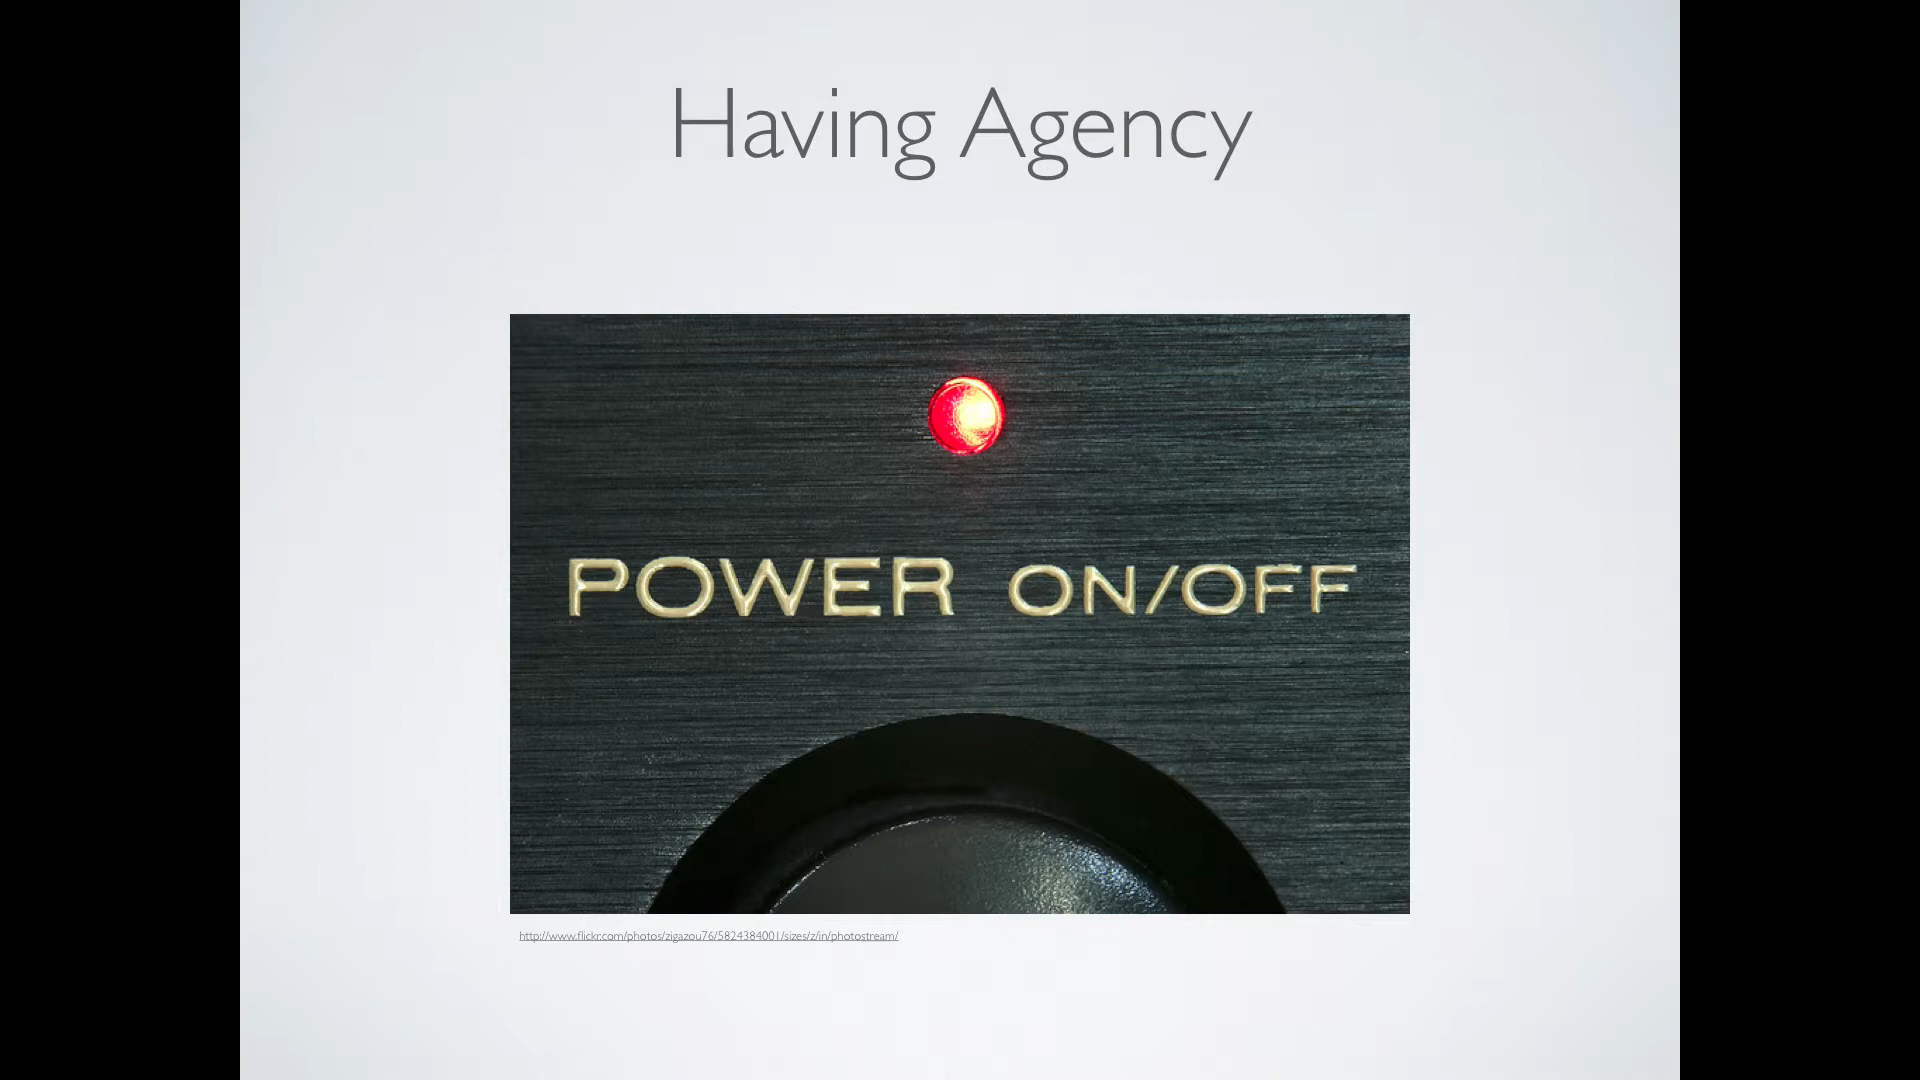 Having Agency
POWER ON/OFF
http://www.flickr.com/photos/zigazou76/5824384001/sizes/z/in/photostream/